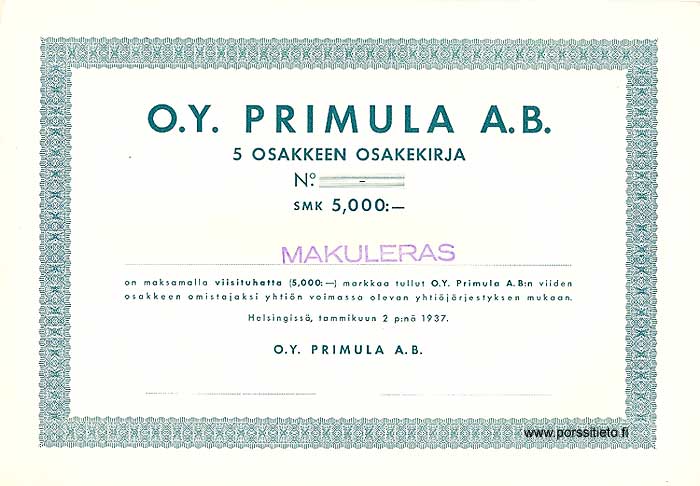 O.Y. PRIMULA A.B.
5 OSAKKEEN OSAKEKIRJA
No. -
SMK 5,000:—
MAKULERAS
on maksamalla viisituhatta (5,000:—) markkaa tullut O.Y. Primula A.B:n viiden
osakkeen omistajaksi yhtiön voimassa olevan yhtiöjärjestyksen mukaan.
Helsingissä, tammikuun 2 p:nä 1937.
O.Y. PRIMULA A.B.
www.porssitieto.fi